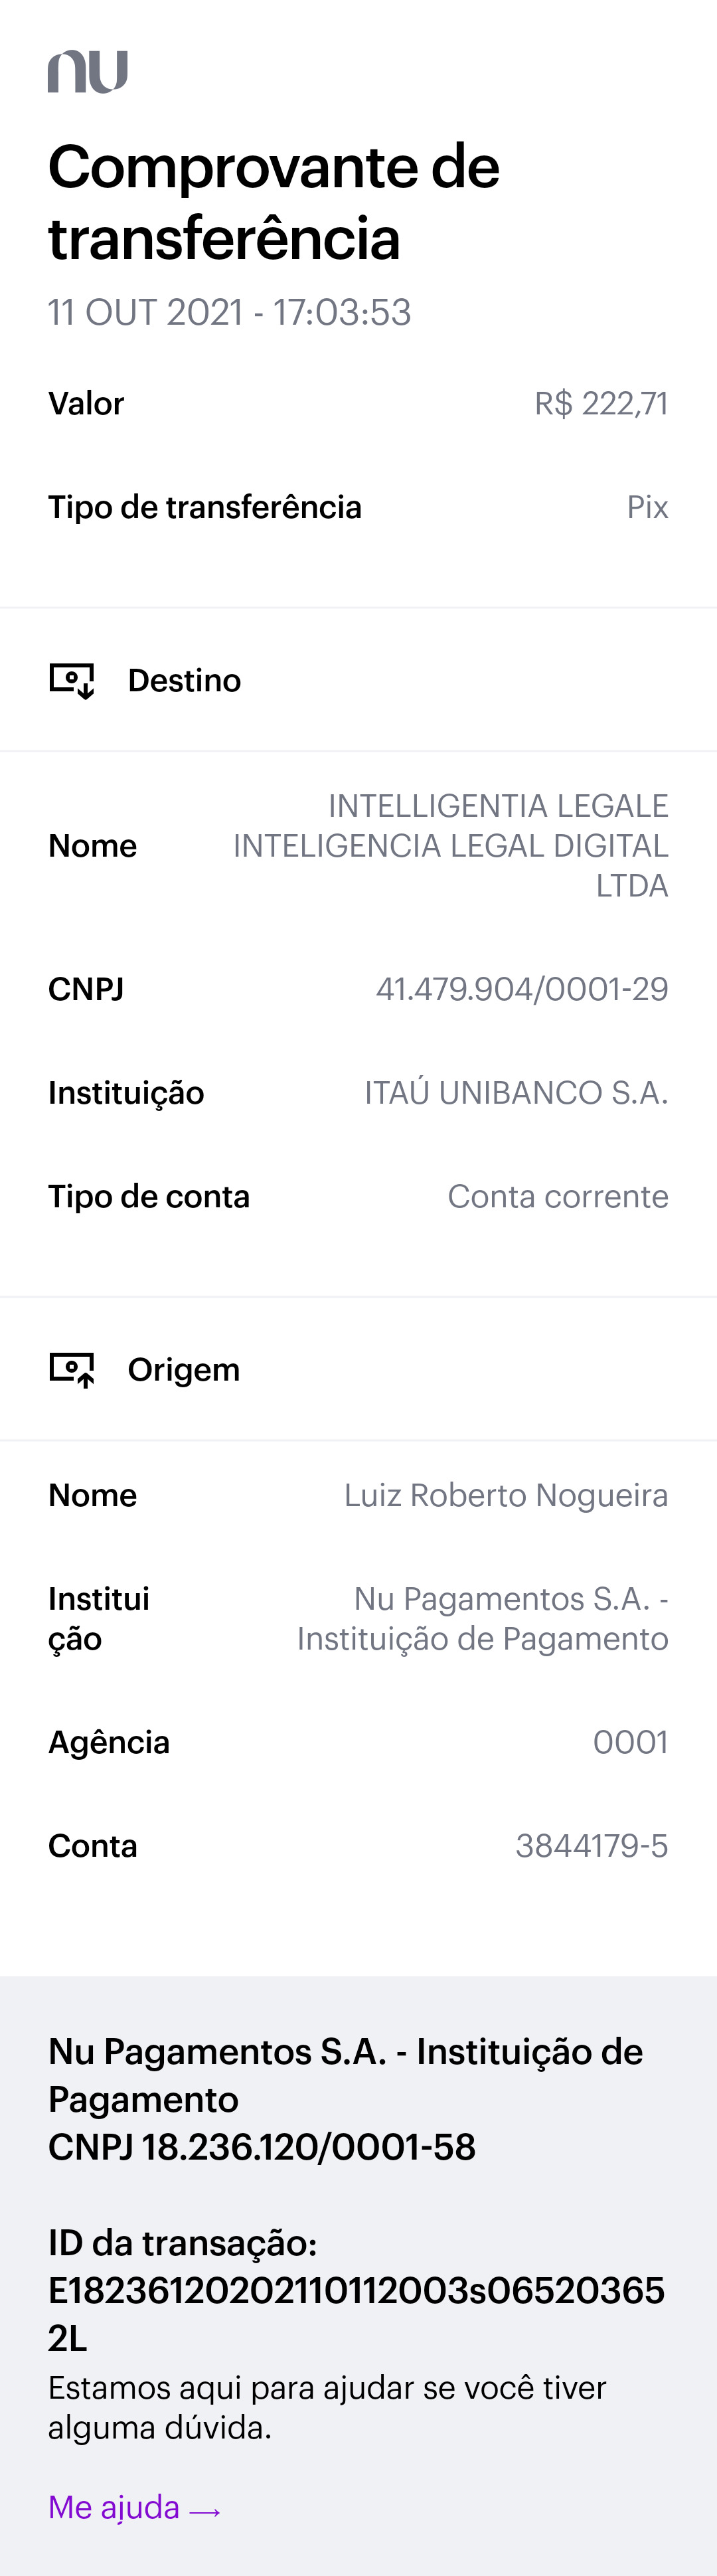 nu
Comprovante de
transferência
11 OUT 2021 - 17:03:53
Valor R$ 222,71
Tipo de transferência Pix
Destino
INTELLIGENTIA LEGALE
Nome INTELIGENCIA LEGAL DIGITAL
LTDA
CNPJ 41.479.904/0001-29
Instituição ITAÚ UNIBANCO S.A.
Tipo de conta Conta corrente
Origem
Nome Luiz Roberto Nogueira
Institui Nu Pagamentos S.A. -
ção Instituição de Pagamento
Agência 0001
Conta 3844179-5
Nu Pagamentos S.A. - Instituição de
Pagamento
CNPJ 18.236.120/0001-58
ID da transação:
E18236120202110112003s06520365
2L
Estamos aqui para ajudar se você tiver
alguma dúvida.
Me ajuda →